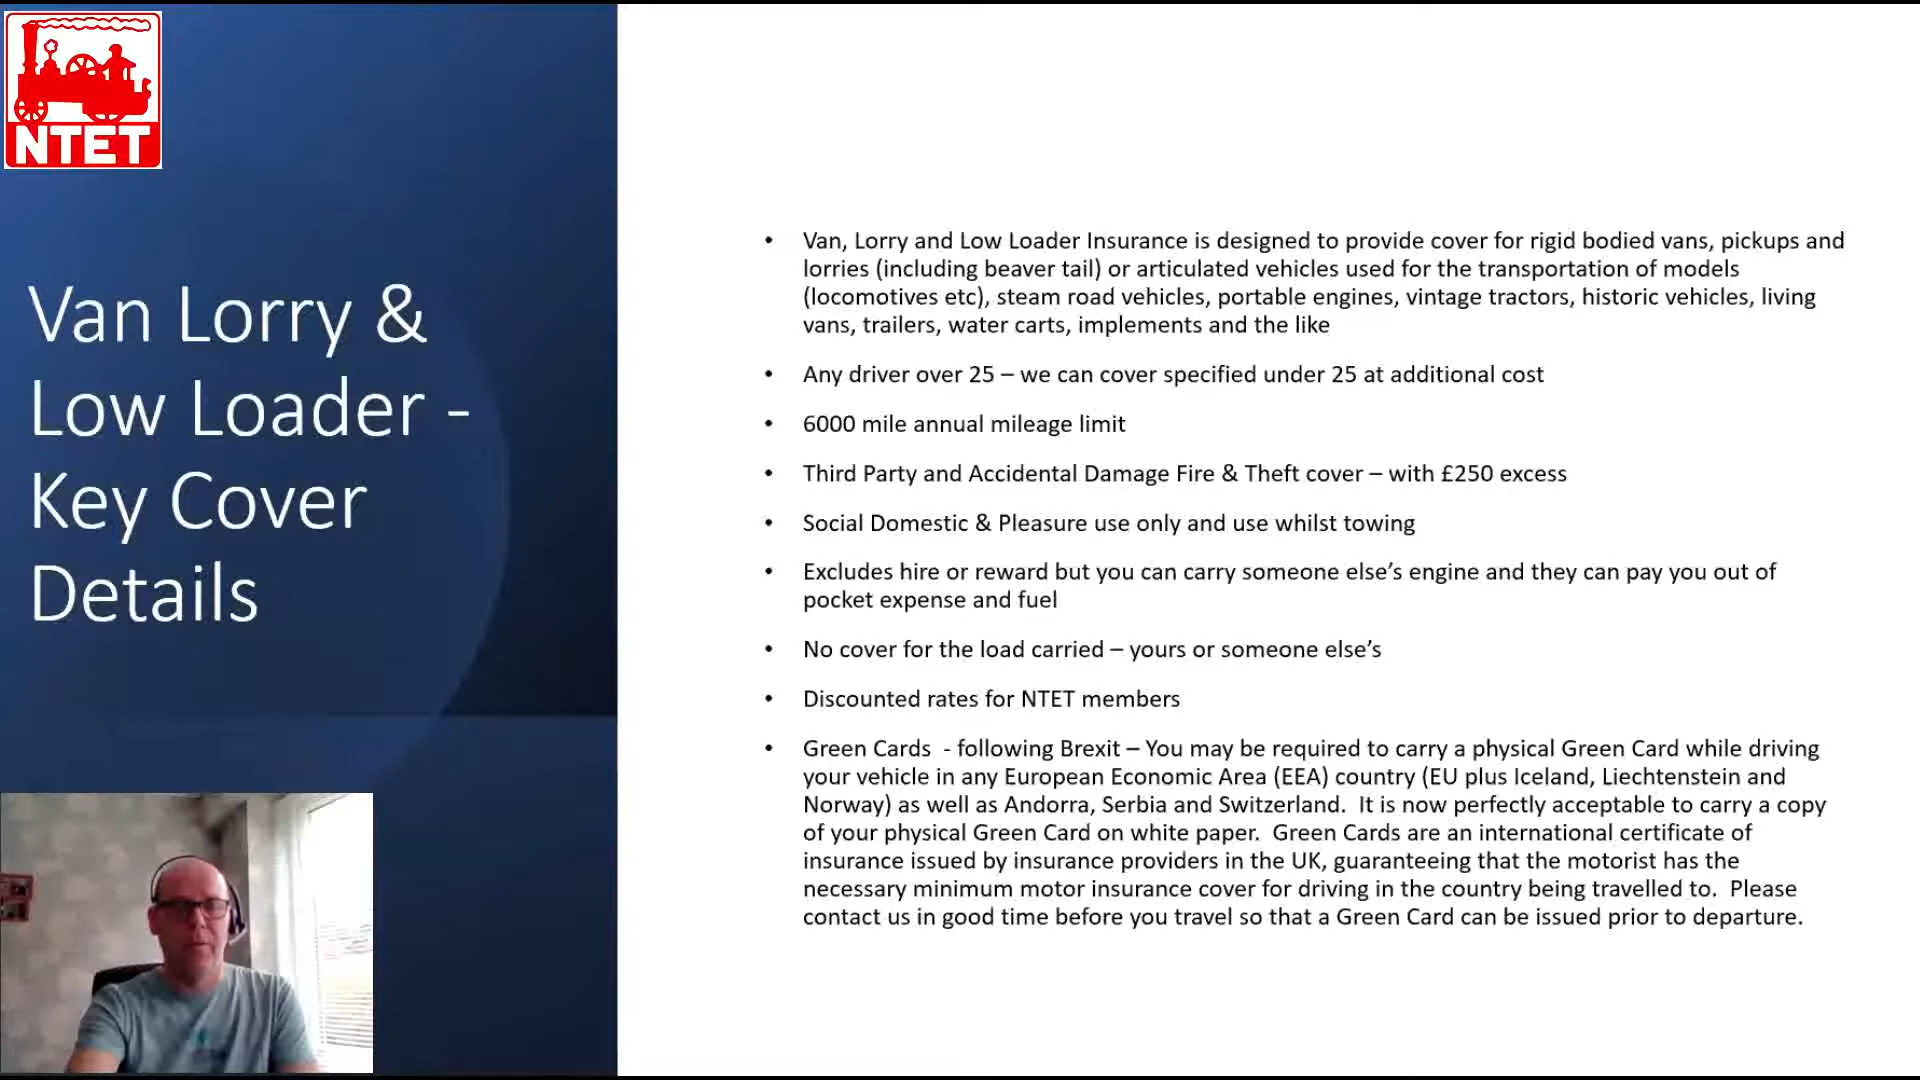 NTET
Van Lorry &
Low Loader -
Key Cover
Details
• Van, Lorry and Low Loader Insurance is designed to provide cover for rigid bodied vans, pickups and
lorries (including beaver tail) or articulated vehicles used for the transportation of models
(locomotives etc), steam road vehicles, portable engines, vintage tractors, historic vehicles, living
vans, trailers, water carts, implements and the like
• Any driver over 25 – we can cover specified under 25 at additional cost
• 6000 mile annual mileage limit
• Third Party and Accidental Damage Fire & Theft cover – with £250 excess
• Social Domestic & Pleasure use only and use whilst towing
• Excludes hire or reward but you can carry someone else’s engine and they can pay you out of
pocket expense and fuel
• No cover for the load carried – yours or someone else’s
• Discounted rates for NTET members
• Green Cards  - following Brexit – You may be required to carry a physical Green Card while driving
your vehicle in any European Economic Area (EEA) country (EU plus Iceland, Liechtenstein and
Norway) as well as Andorra, Serbia and Switzerland.  It is now perfectly acceptable to carry a copy
of your physical Green Card on white paper.  Green Cards are an international certificate of
insurance issued by insurance providers in the UK, guaranteeing that the motorist has the
necessary minimum motor insurance cover for driving in the country being travelled to.  Please
contact us in good time before you travel so that a Green Card can be issued prior to departure.